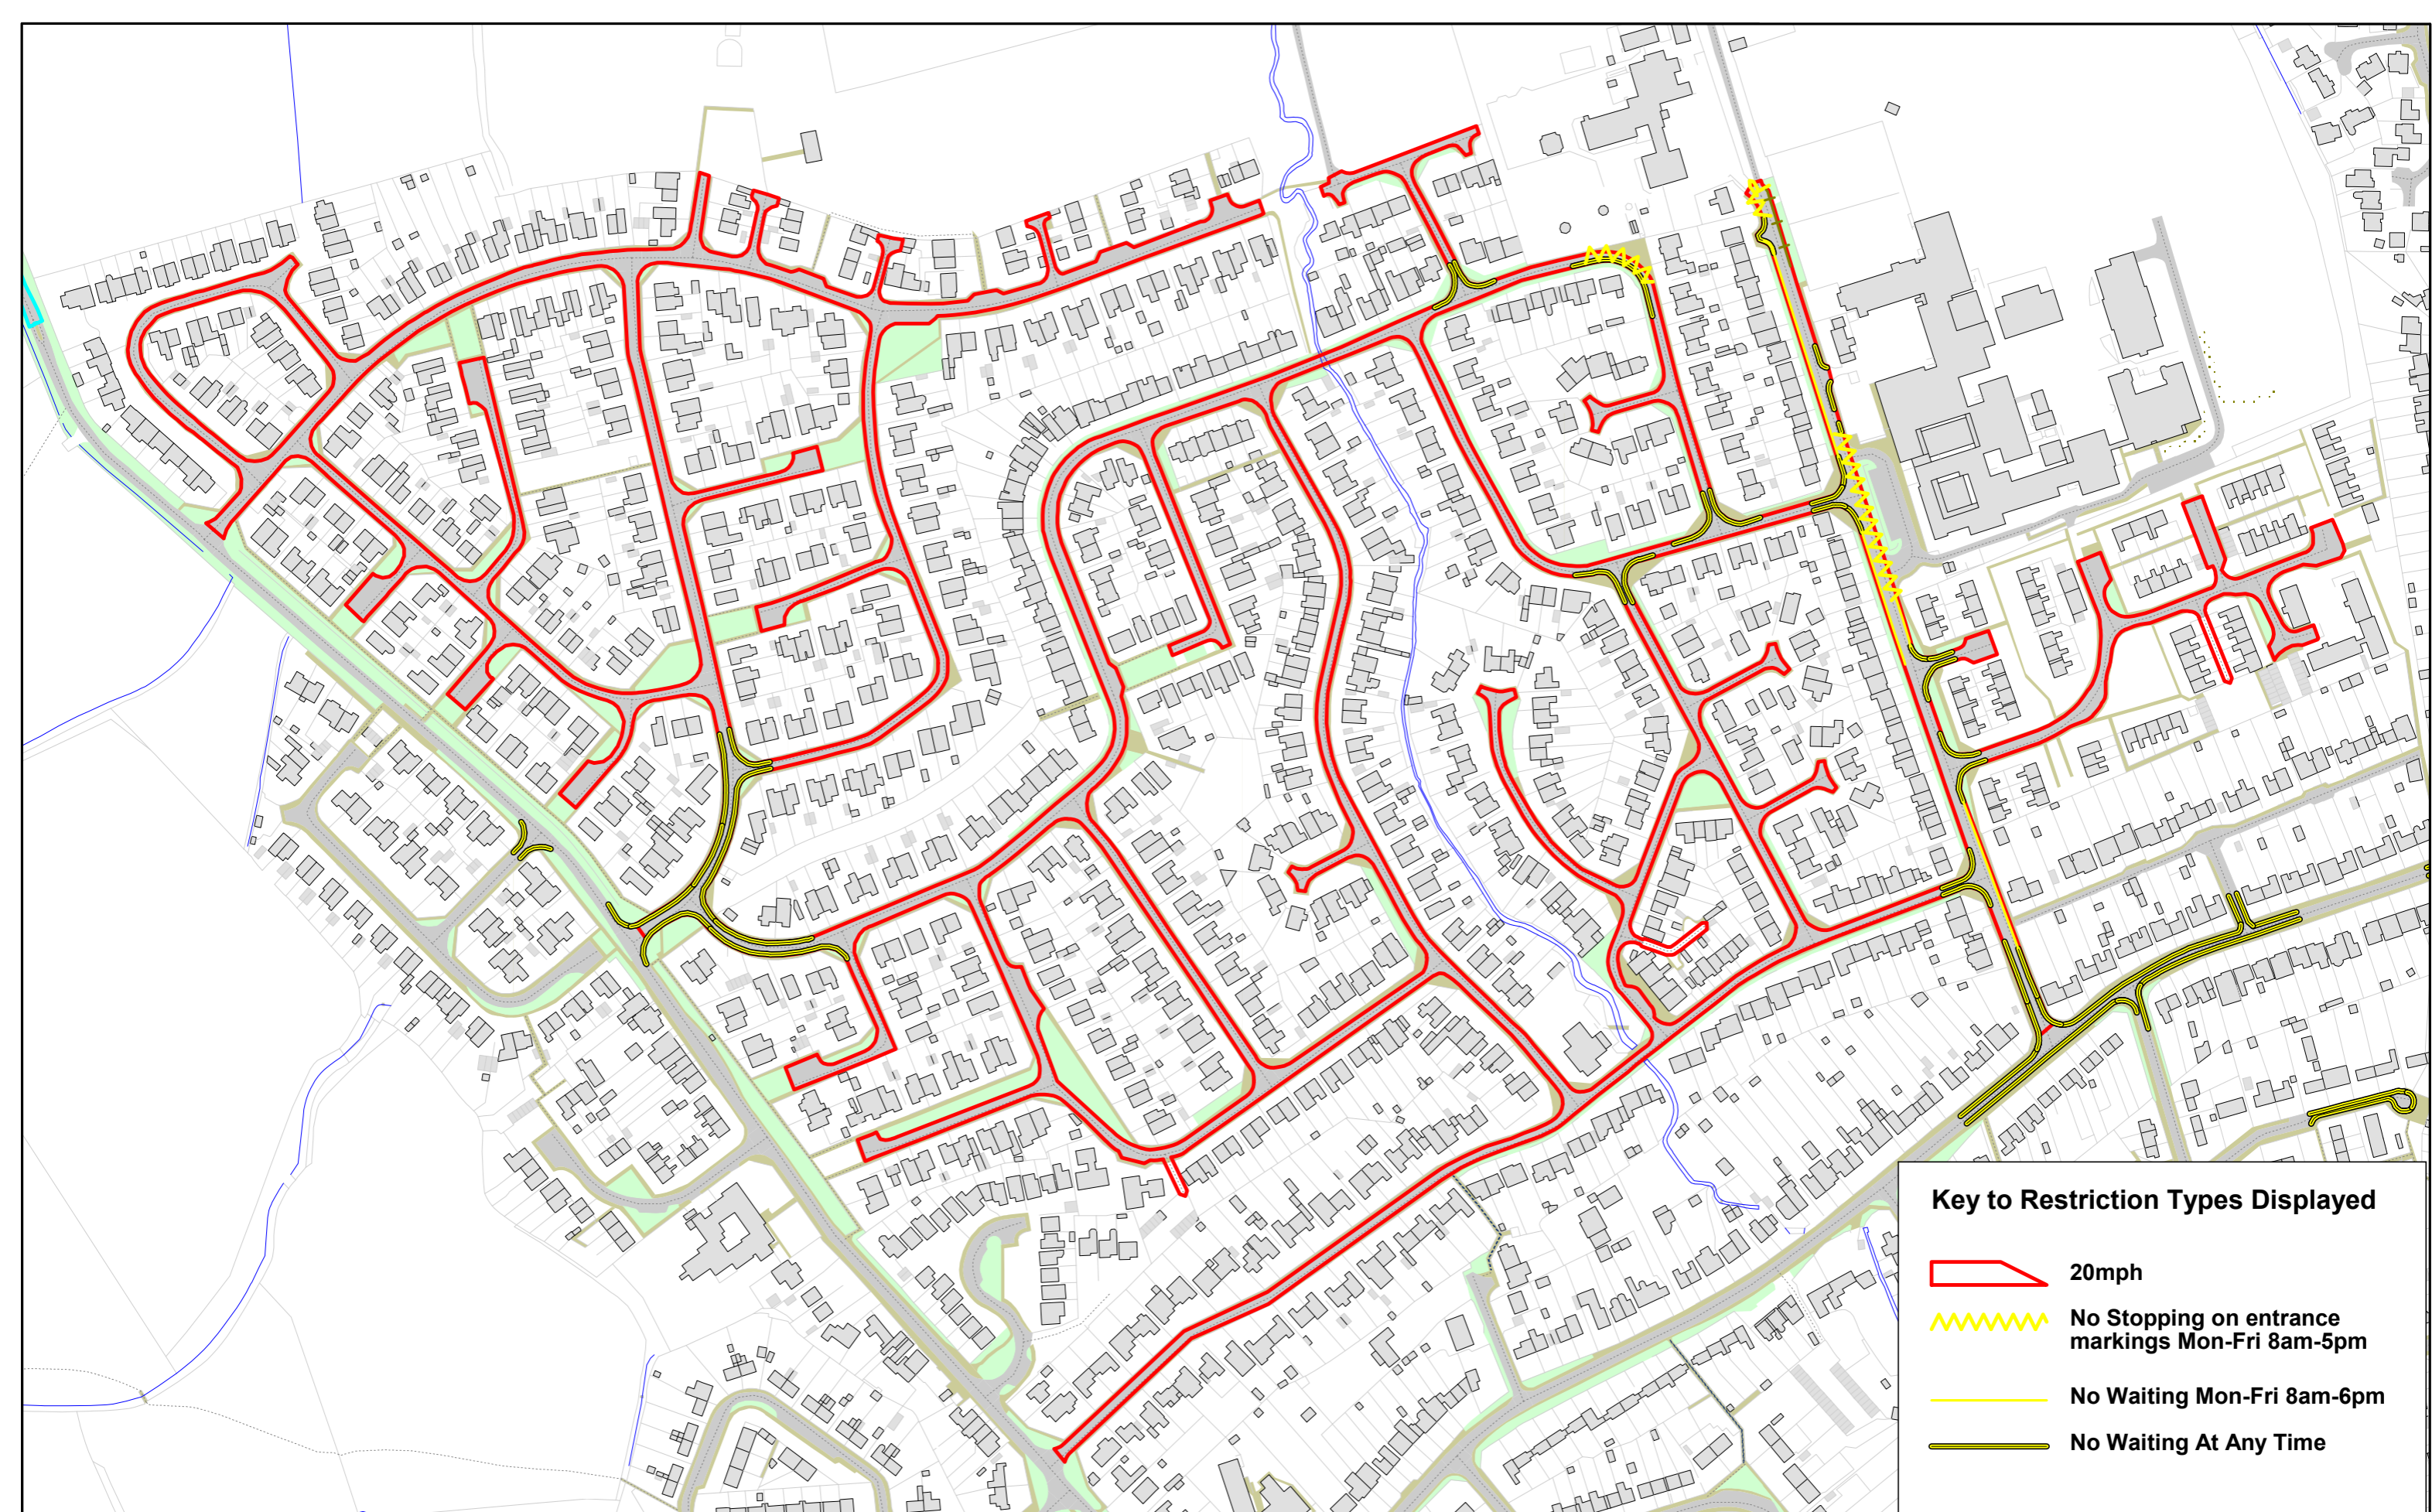 Key to Restriction Types Displayed
20mph
No Stopping on entrance
markings Mon-Fri 8am-5pm
No Waiting Mon-Fri 8am-6pm
No Waiting At Any Time